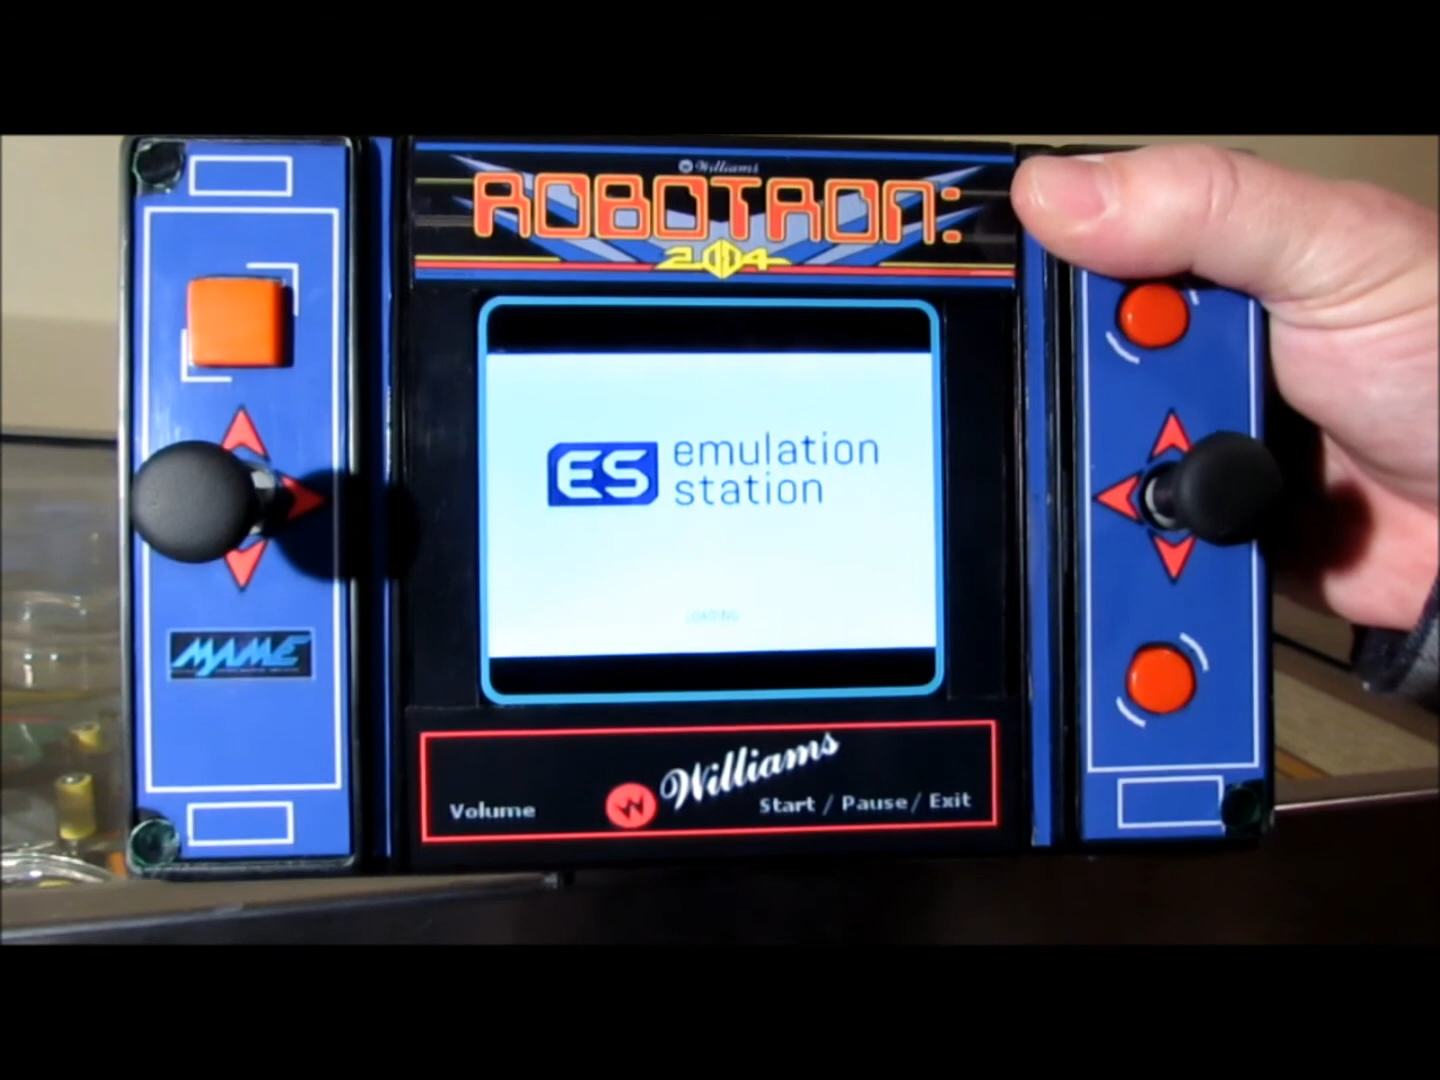 Williams
ROBOTRON:
2084
ES emulation
station
LOADING
MAME
Williams
Volume
Start / Pause / Exit